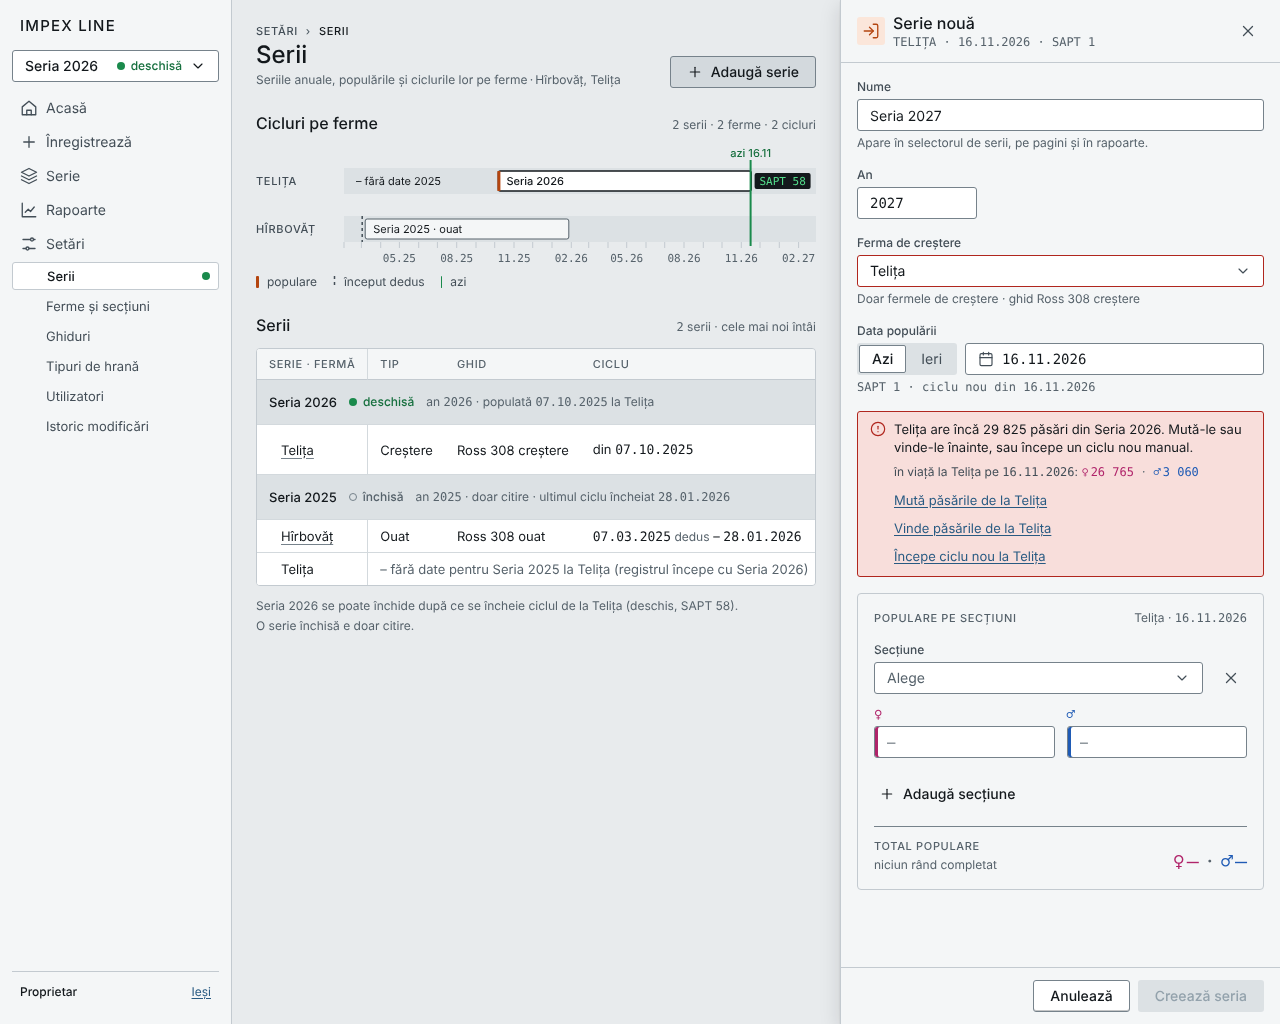 IMPEX LINE
Seria 2026 deschisă
Acasă
Înregistrează
Serie
Rapoarte
Setări
Serii
Ferme și secțiuni
Ghiduri
Tipuri de hrană
Utilizatori
Istoric modificări
Proprietar Ieși
SETĂRI › SERII
Serii
Seriile anuale, populările și ciclurile lor pe ferme · Hîrbovăț, Telița
Adaugă serie
Cicluri pe ferme
2 serii · 2 ferme · 2 cicluri
azi 16.11
TELIȚA
– fără date 2025
Seria 2026
SAPT 58
HÎRBOVĂȚ
Seria 2025 · ouat
05.25 08.25 11.25 02.26 05.26 08.26 11.26 02.27
populare început dedus azi
Serii
2 serii · cele mai noi întâi
SERIE · FERMĂ TIP GHID CICLU
Seria 2026 deschisă an 2026 · populată 07.10.2025 la Telița
Telița Creștere Ross 308 creștere din 07.10.2025
Seria 2025 închisă an 2025 · doar citire · ultimul ciclu încheiat 28.01.2026
Hîrbovăț Ouat Ross 308 ouat 07.03.2025 dedus – 28.01.2026
Telița – fără date pentru Seria 2025 la Telița (registrul începe cu Seria 2026)
Seria 2026 se poate închide după ce se încheie ciclul de la Telița (deschis, SAPT 58).
O serie închisă e doar citire.
Serie nouă
TELIȚA · 16.11.2026 · SAPT 1
Nume
Seria 2027
Apare în selectorul de serii, pe pagini și în rapoarte.
An
2027
Ferma de creștere
Telița
Doar fermele de creștere · ghid Ross 308 creștere
Data populării
Azi Ieri 16.11.2026
SAPT 1 · ciclu nou din 16.11.2026
Telița are încă 29 825 păsări din Seria 2026. Mută-le sau
vinde-le înainte, sau începe un ciclu nou manual.
în viață la Telița pe 16.11.2026: ♀26 765 · ♂3 060
Mută păsările de la Telița
Vinde păsările de la Telița
Începe ciclu nou la Telița
POPULARE PE SECȚIUNI Telița · 16.11.2026
Secțiune
Alege
♀ ♂
– –
Adaugă secțiune
TOTAL POPULARE
niciun rând completat
♀— · ♂—
Anulează Creează seria